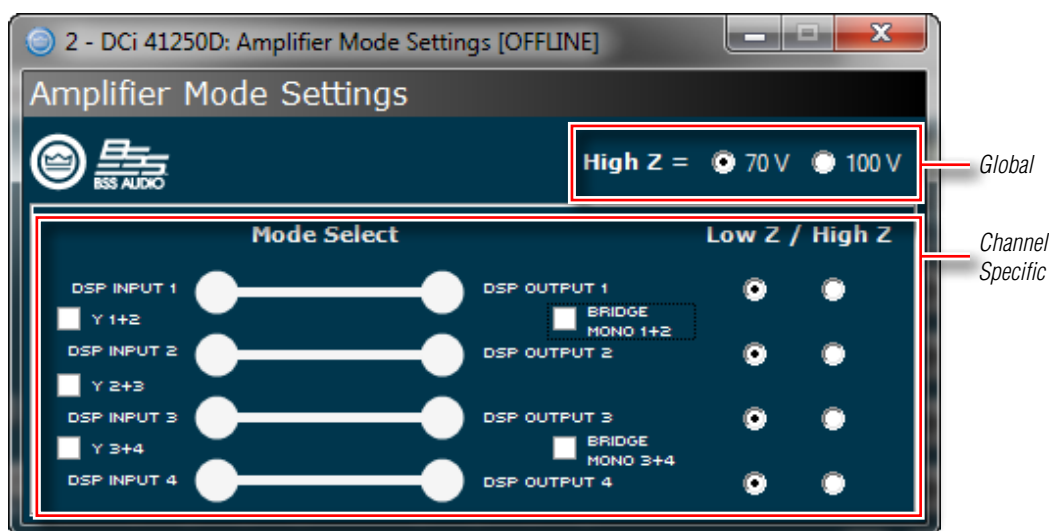 2 - DCi 41250D: Amplifier Mode Settings [OFFLINE]
Amplifier Mode Settings
BSS
BSS AUDIO
High Z = 70 V 100 V
Global
Mode Select
Low Z / High Z
Channel
Specific
DSP INPUT 1
DSP OUTPUT 1
Y 1+2
BRIDGE
MONO 1+2
DSP INPUT 2
DSP OUTPUT 2
Y 2+3
DSP INPUT 3
DSP OUTPUT 3
Y 3+4
BRIDGE
MONO 3+4
DSP INPUT 4
DSP OUTPUT 4